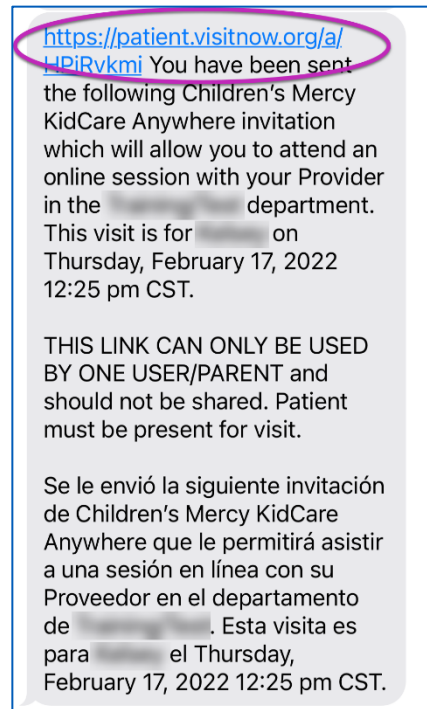 https://patient.visitnow.org/a/
HPiRvkmi You have been sent
the following Children's Mercy
KidCare Anywhere invitation
which will allow you to attend an
online session with your Provider
in the department.
This visit is for on
Thursday, February 17, 2022
12:25 pm CST.
THIS LINK CAN ONLY BE USED
BY ONE USER/PARENT and
should not be shared. Patient
must be present for visit.
Se le envió la siguiente invitación
de Children's Mercy KidCare
Anywhere que le permitirá asistir
a una sesión en línea con su
Proveedor en el departamento
de . Esta visita es
para el Thursday,
February 17, 2022 12:25 pm CST.